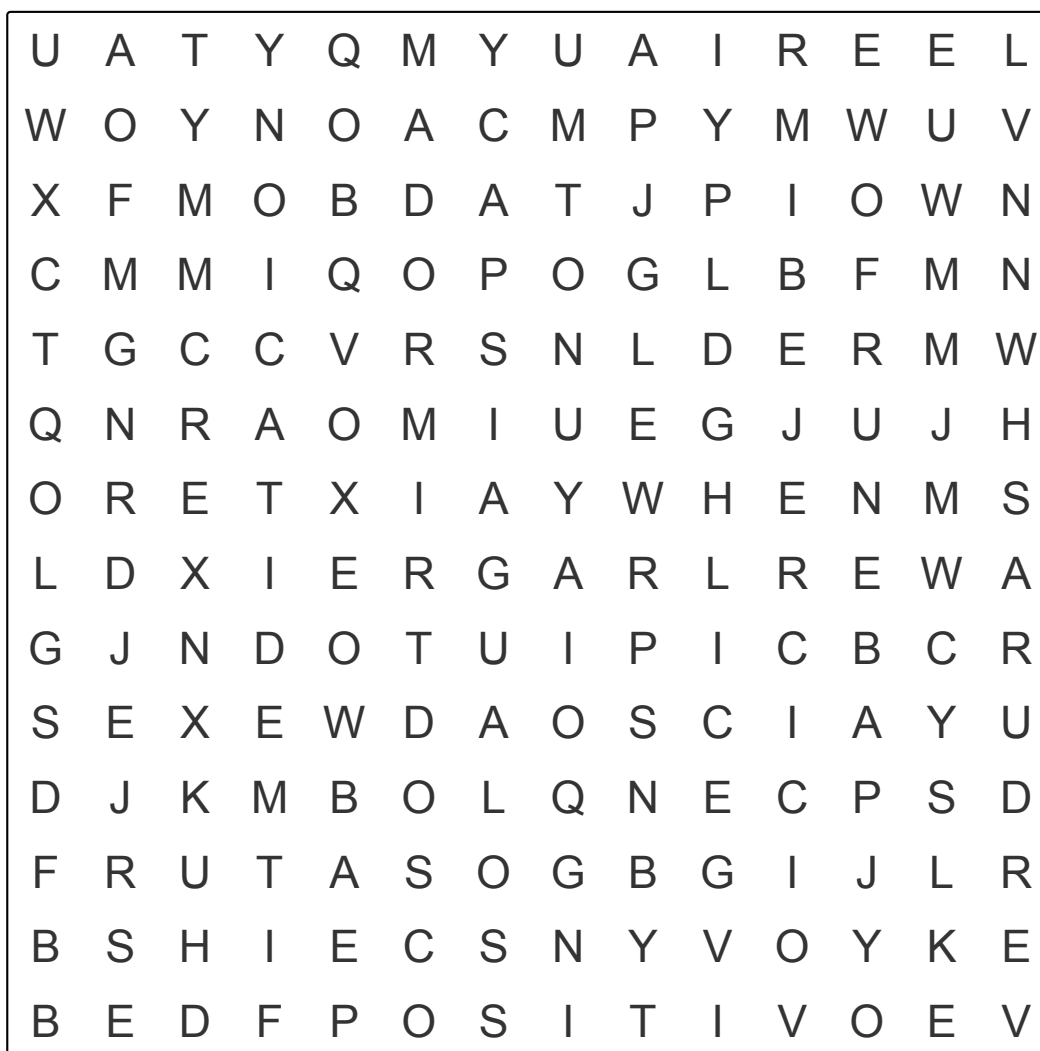 U A T Y Q M Y U A I R E E L
W O Y N O A C M P Y M W U V
X F M O B D A T J P I O W N
C M M I Q O P O G L B F M N
T G C C V R S N L D E R M W
Q N R A O M I U E G J U J H
O R E T X I A Y W H E N M S
L D X I E R G A R L R E W A
G J N D O T U I P I C B C R
S E X E W D A O S C I A Y U
D J K M B O L Q N E C P S D
F R U T A S O G B G I J L R
B S H I E C S N Y V O Y K E
B E D F P O S I T I V O E V